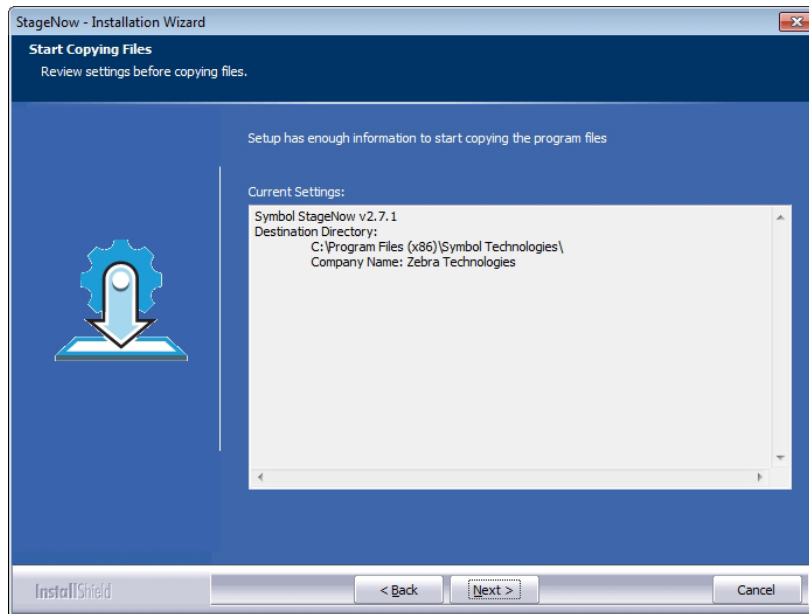 StageNow - Installation Wizard
Start Copying Files
Review settings before copying files.
Setup has enough information to start copying the program files
Current Settings:
Symbol StageNow v2.7.1
Destination Directory:
C:\Program Files (x86)\Symbol Technologies\
Company Name: Zebra Technologies
InstallShield
< Back
Next >
Cancel